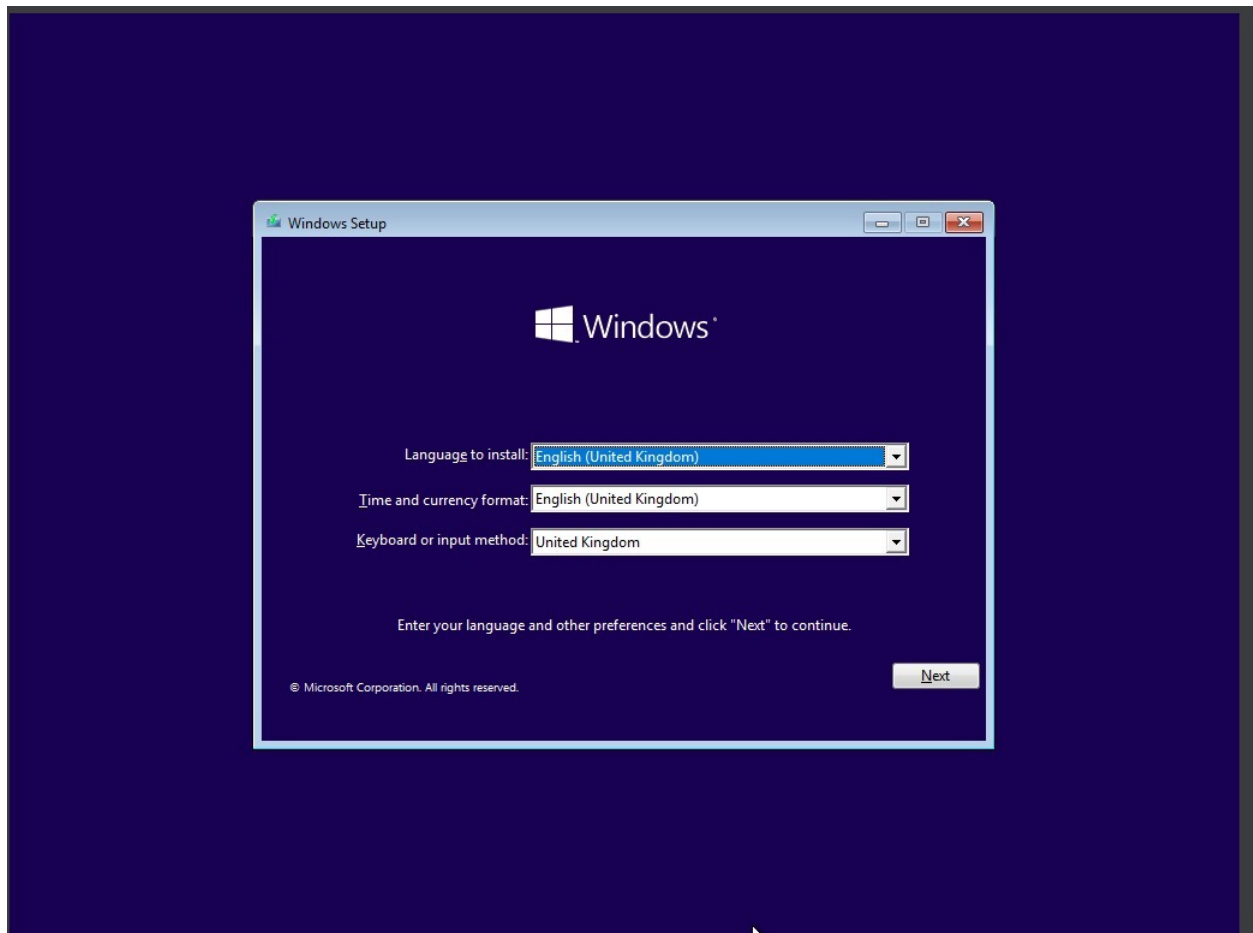 Windows Setup
Windows
Language to install: English (United Kingdom)
Time and currency format: English (United Kingdom)
Keyboard or input method: United Kingdom
Enter your language and other preferences and click "Next" to continue.
Next
© Microsoft Corporation. All rights reserved.